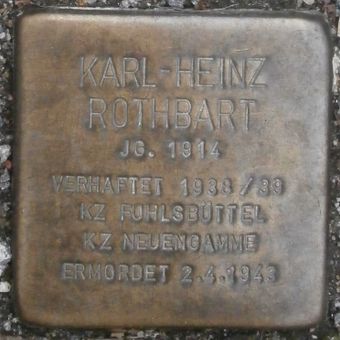 KARL-HEINZ
ROTHBART
JG. 1914
VERHAFTET 1938/39
KZ FUHLSBÜTTEL
KZ NEUENGAMME
ERMORDET 2.4.1943